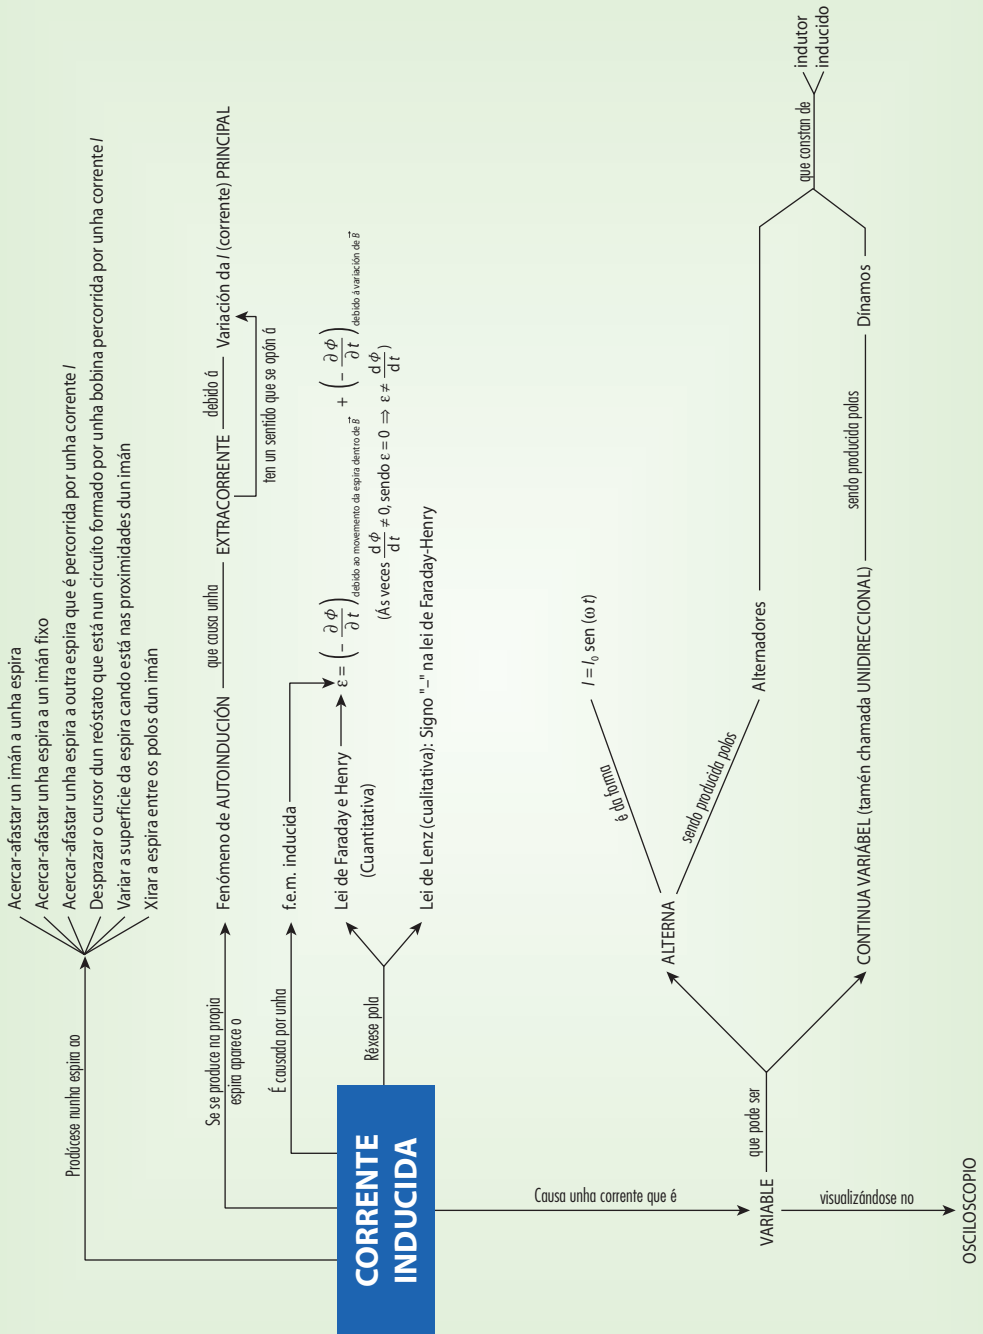 CORRENTE
INDUCIDA
Prodúcese nunha espira ao
Acercar-afastar un imán a unha espira
Acercar-afastar unha espira a un imán fixo
Acercar-afastar unha espira a outra espira que é percorrida por unha corrente I
Desprazar o cursor dun reóstato que está nun circuíto formado por unha bobina percorrida por unha corrente I
Variar a superficie da espira cando está nas proximidades dun imán
Xirar a espira entre os polos dun imán
Se se produce na propia
espira aparece o
Fenómeno de AUTOINDUCIÓN
que causa unha
EXTRACORRENTE
debido á
Variación da I (corrente) PRINCIPAL
ten un sentido que se opón á
É causada por unha
f.e.m. inducida
Réxese pola
Lei de Faraday e Henry
(Cuantitativa)
ε = (− ∂Φ/∂t) debido ao movemento da espira dentro de B⃗ + (− ∂Φ/∂t) debido á variación de B⃗
(Ás veces dΦ/dt ≠ 0, sendo ε = 0 ⇒ ε ≠ dΦ/dt)
Lei de Lenz (cualitativa): Signo "–" na lei de Faraday-Henry
Causa unha corrente que é
VARIABLE
visualizándose no
OSCILOSCOPIO
que pode ser
ALTERNA
é da forma
I = I₀ sen (ω t)
sendo producida polos
Alternadores
CONTINUA VARIÁBEL (tamén chamada UNIDIRECCIONAL)
sendo producida polas
Dínamos
que constan de
indutor
inducido